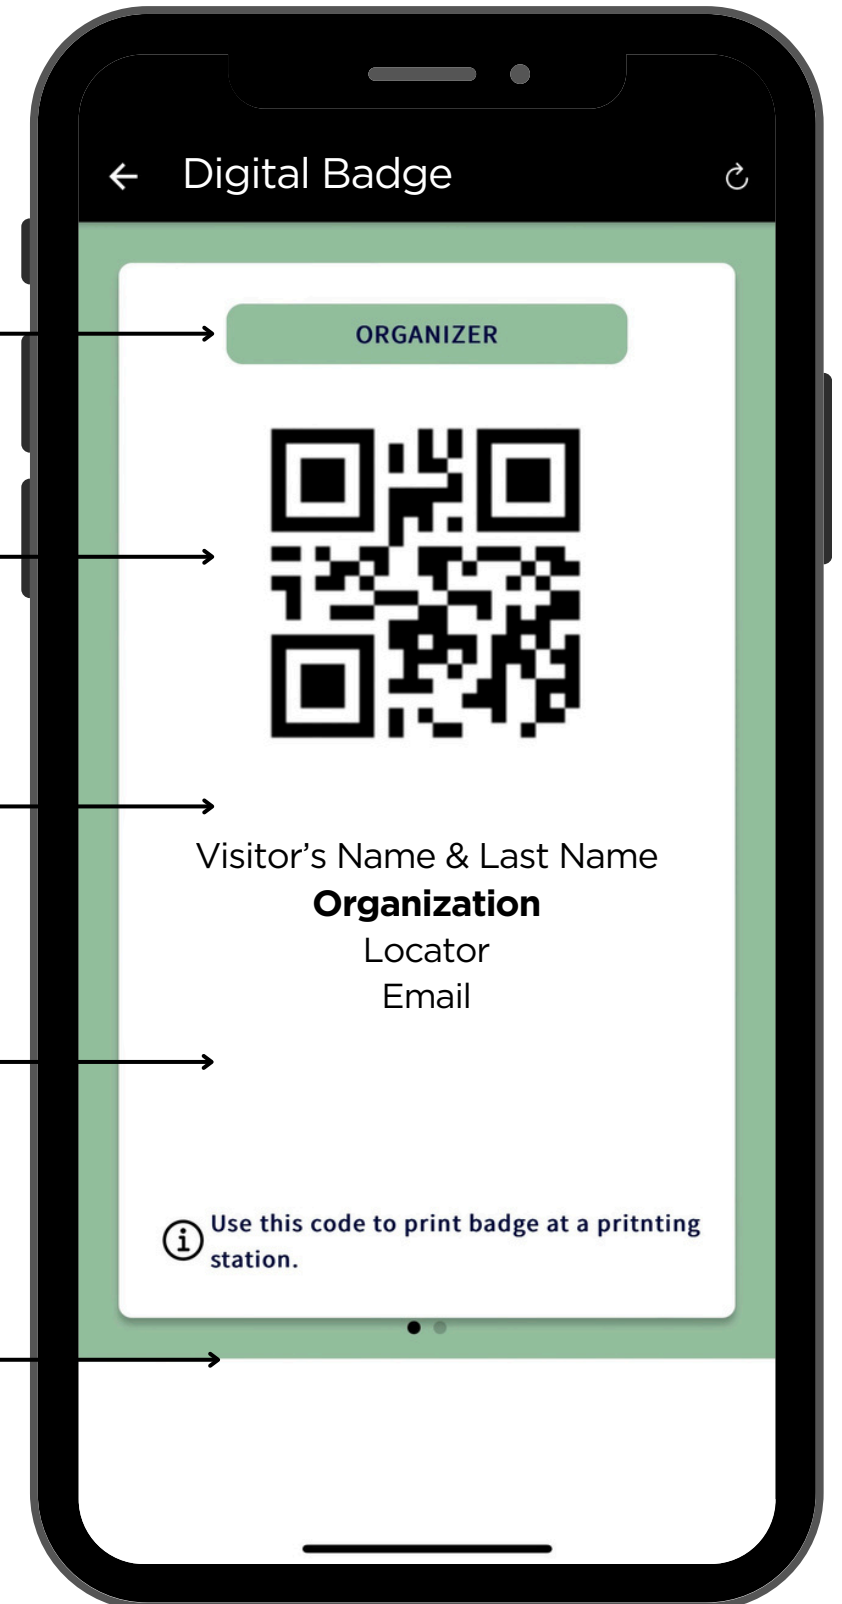 Digital Badge
ORGANIZER
Visitor’s Name & Last Name
Organization
Locator
Email
Use this code to print badge at a pritnting
station.